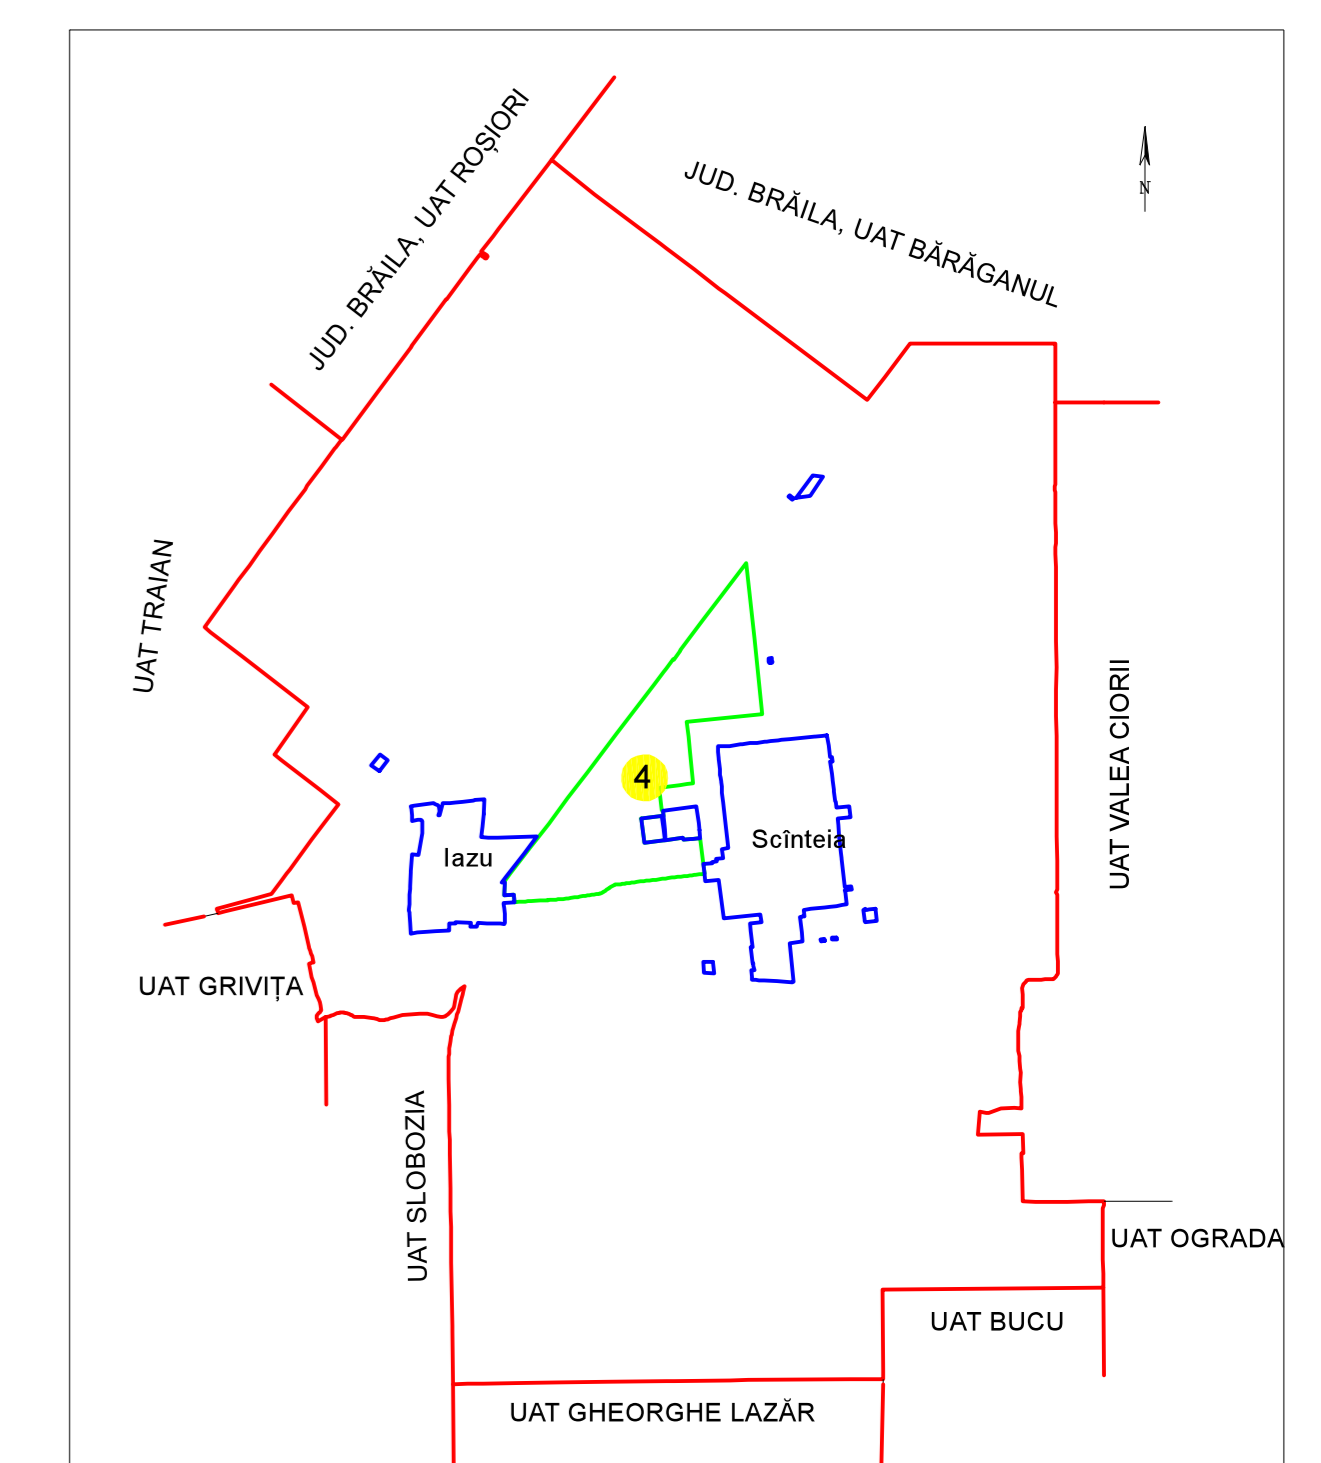 JUD. BRĂILA, UAT ROȘIORI
JUD. BRĂILA, UAT BĂRĂGANUL
N
UAT TRAIAN
UAT VALEA CIORII
4
Scînteia
Iazu
UAT GRIVIȚA
UAT SLOBOZIA
UAT OGRADA
UAT BUCU
UAT GHEORGHE LAZĂR